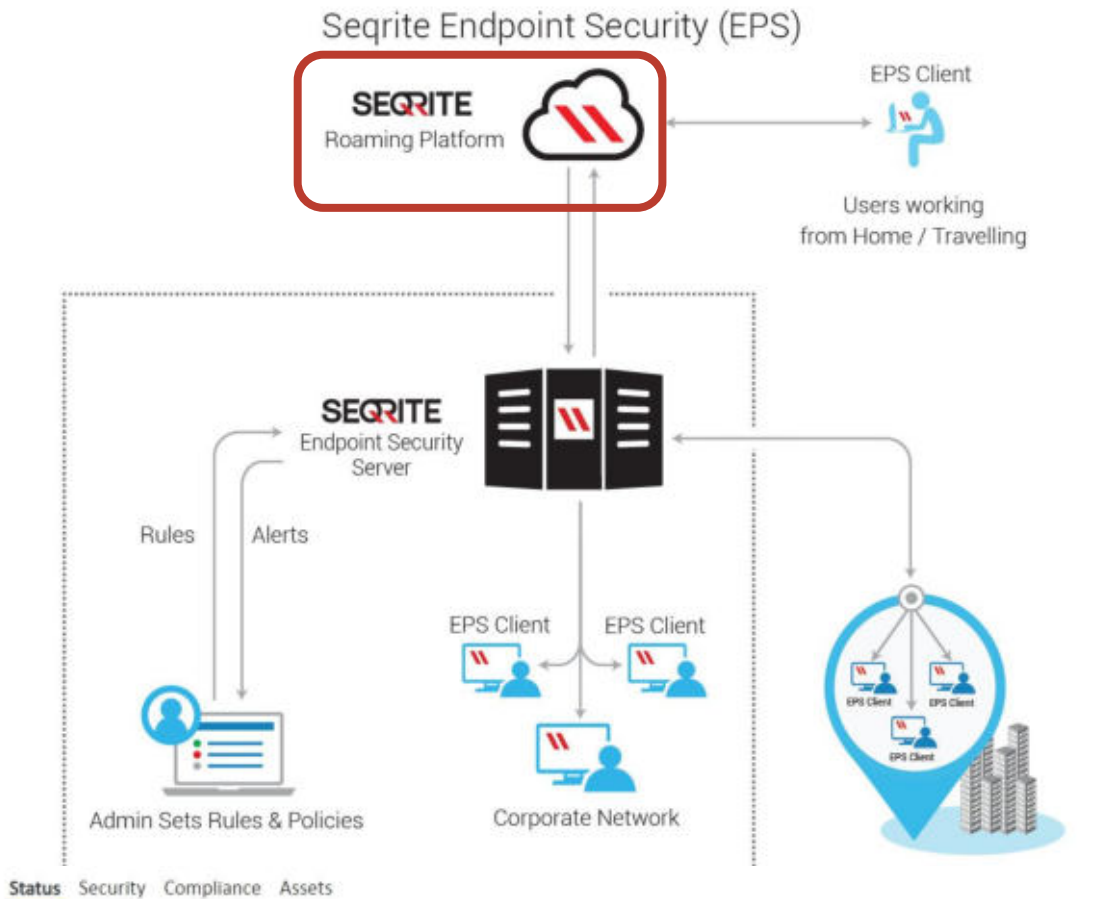 Seqrite Endpoint Security (EPS)
SEQRITE
Roaming Platform
EPS Client
Users working
from Home / Travelling
SEQRITE
Endpoint Security
Server
Rules
Alerts
EPS Client
EPS Client
EPS Client
EPS Client
EPS Client
Admin Sets Rules & Policies
Corporate Network
Status Security Compliance Assets